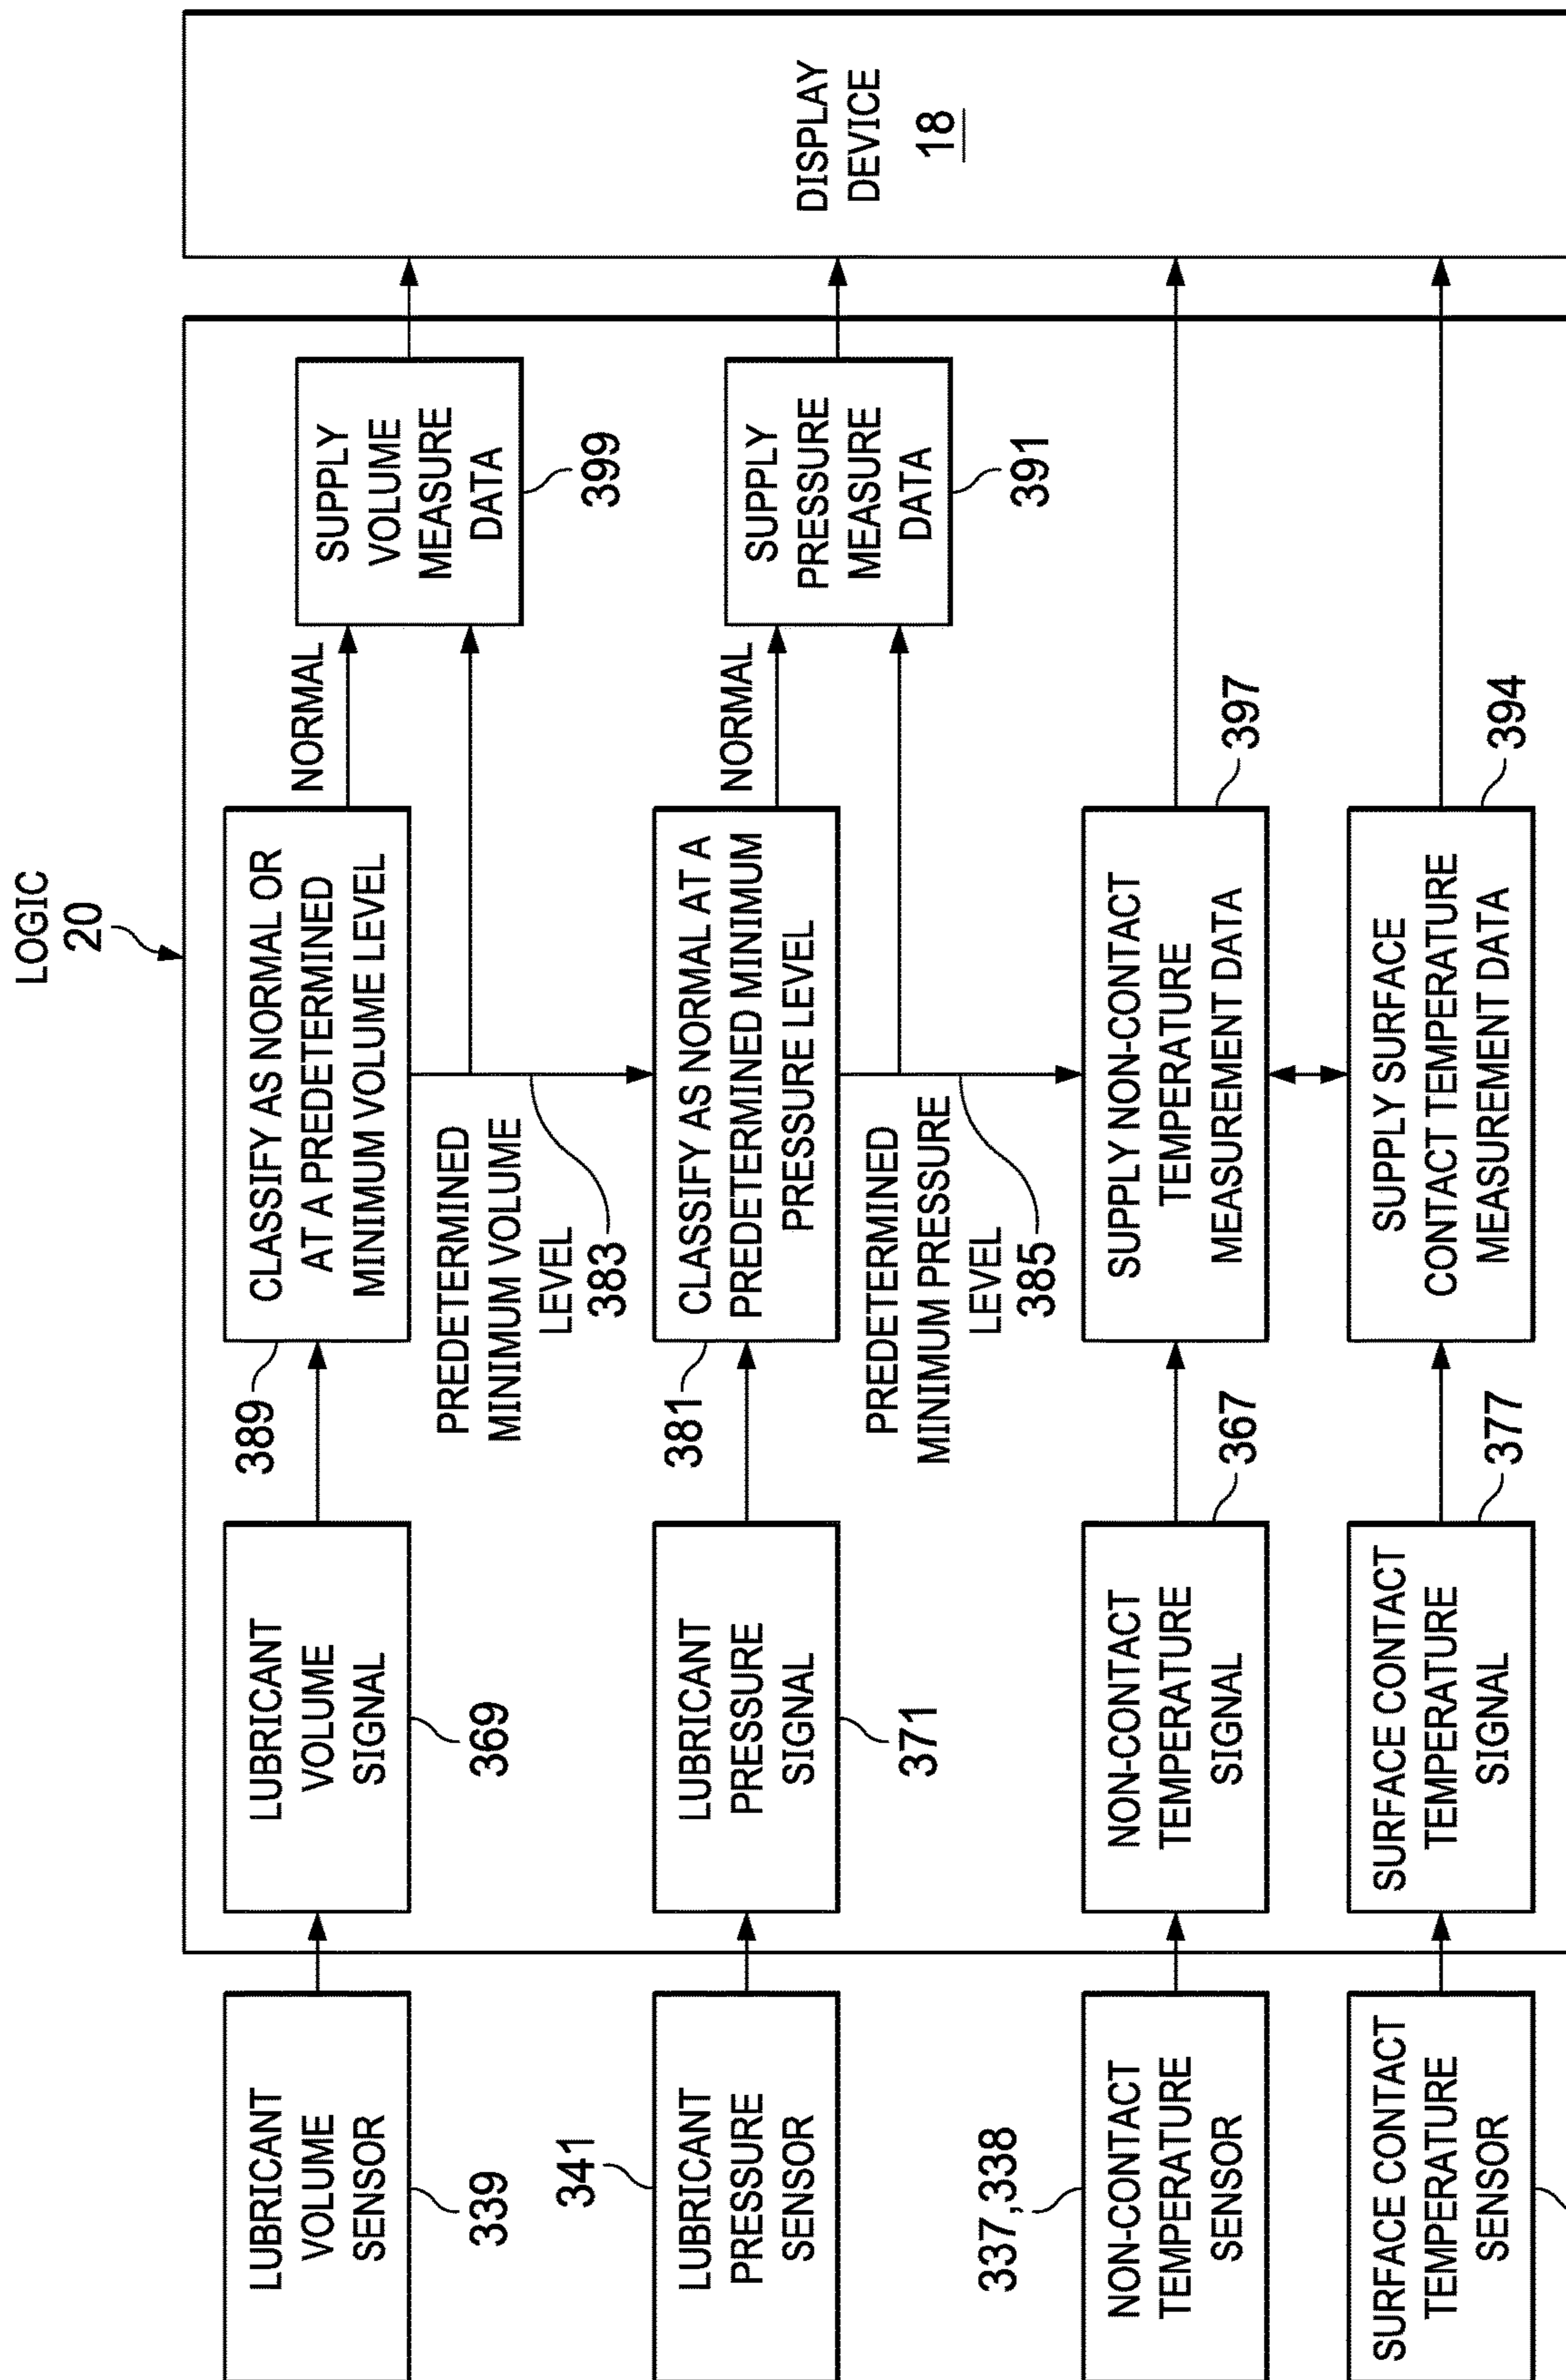 LOGIC
20
LUBRICANT
VOLUME
SENSOR
339
LUBRICANT
VOLUME
SIGNAL
369
389
CLASSIFY AS NORMAL OR
AT A PREDETERMINED
MINIMUM VOLUME LEVEL
NORMAL
SUPPLY
VOLUME
MEASURE
DATA
399
PREDETERMINED
MINIMUM VOLUME
LEVEL
383
341
LUBRICANT
PRESSURE
SENSOR
LUBRICANT
PRESSURE
SIGNAL
371
381
CLASSIFY AS NORMAL AT A
PREDETERMINED MINIMUM
PRESSURE LEVEL
NORMAL
SUPPLY
PRESSURE
MEASURE
DATA
391
PREDETERMINED
MINIMUM PRESSURE
LEVEL
385
337,338
NON-CONTACT
TEMPERATURE
SENSOR
NON-CONTACT
TEMPERATURE
SIGNAL
367
SUPPLY NON-CONTACT
TEMPERATURE
MEASUREMENT DATA
397
SURFACE CONTACT
TEMPERATURE
SENSOR
SURFACE CONTACT
TEMPERATURE
SIGNAL
377
SUPPLY SURFACE
CONTACT TEMPERATURE
MEASUREMENT DATA
394
DISPLAY
DEVICE
18